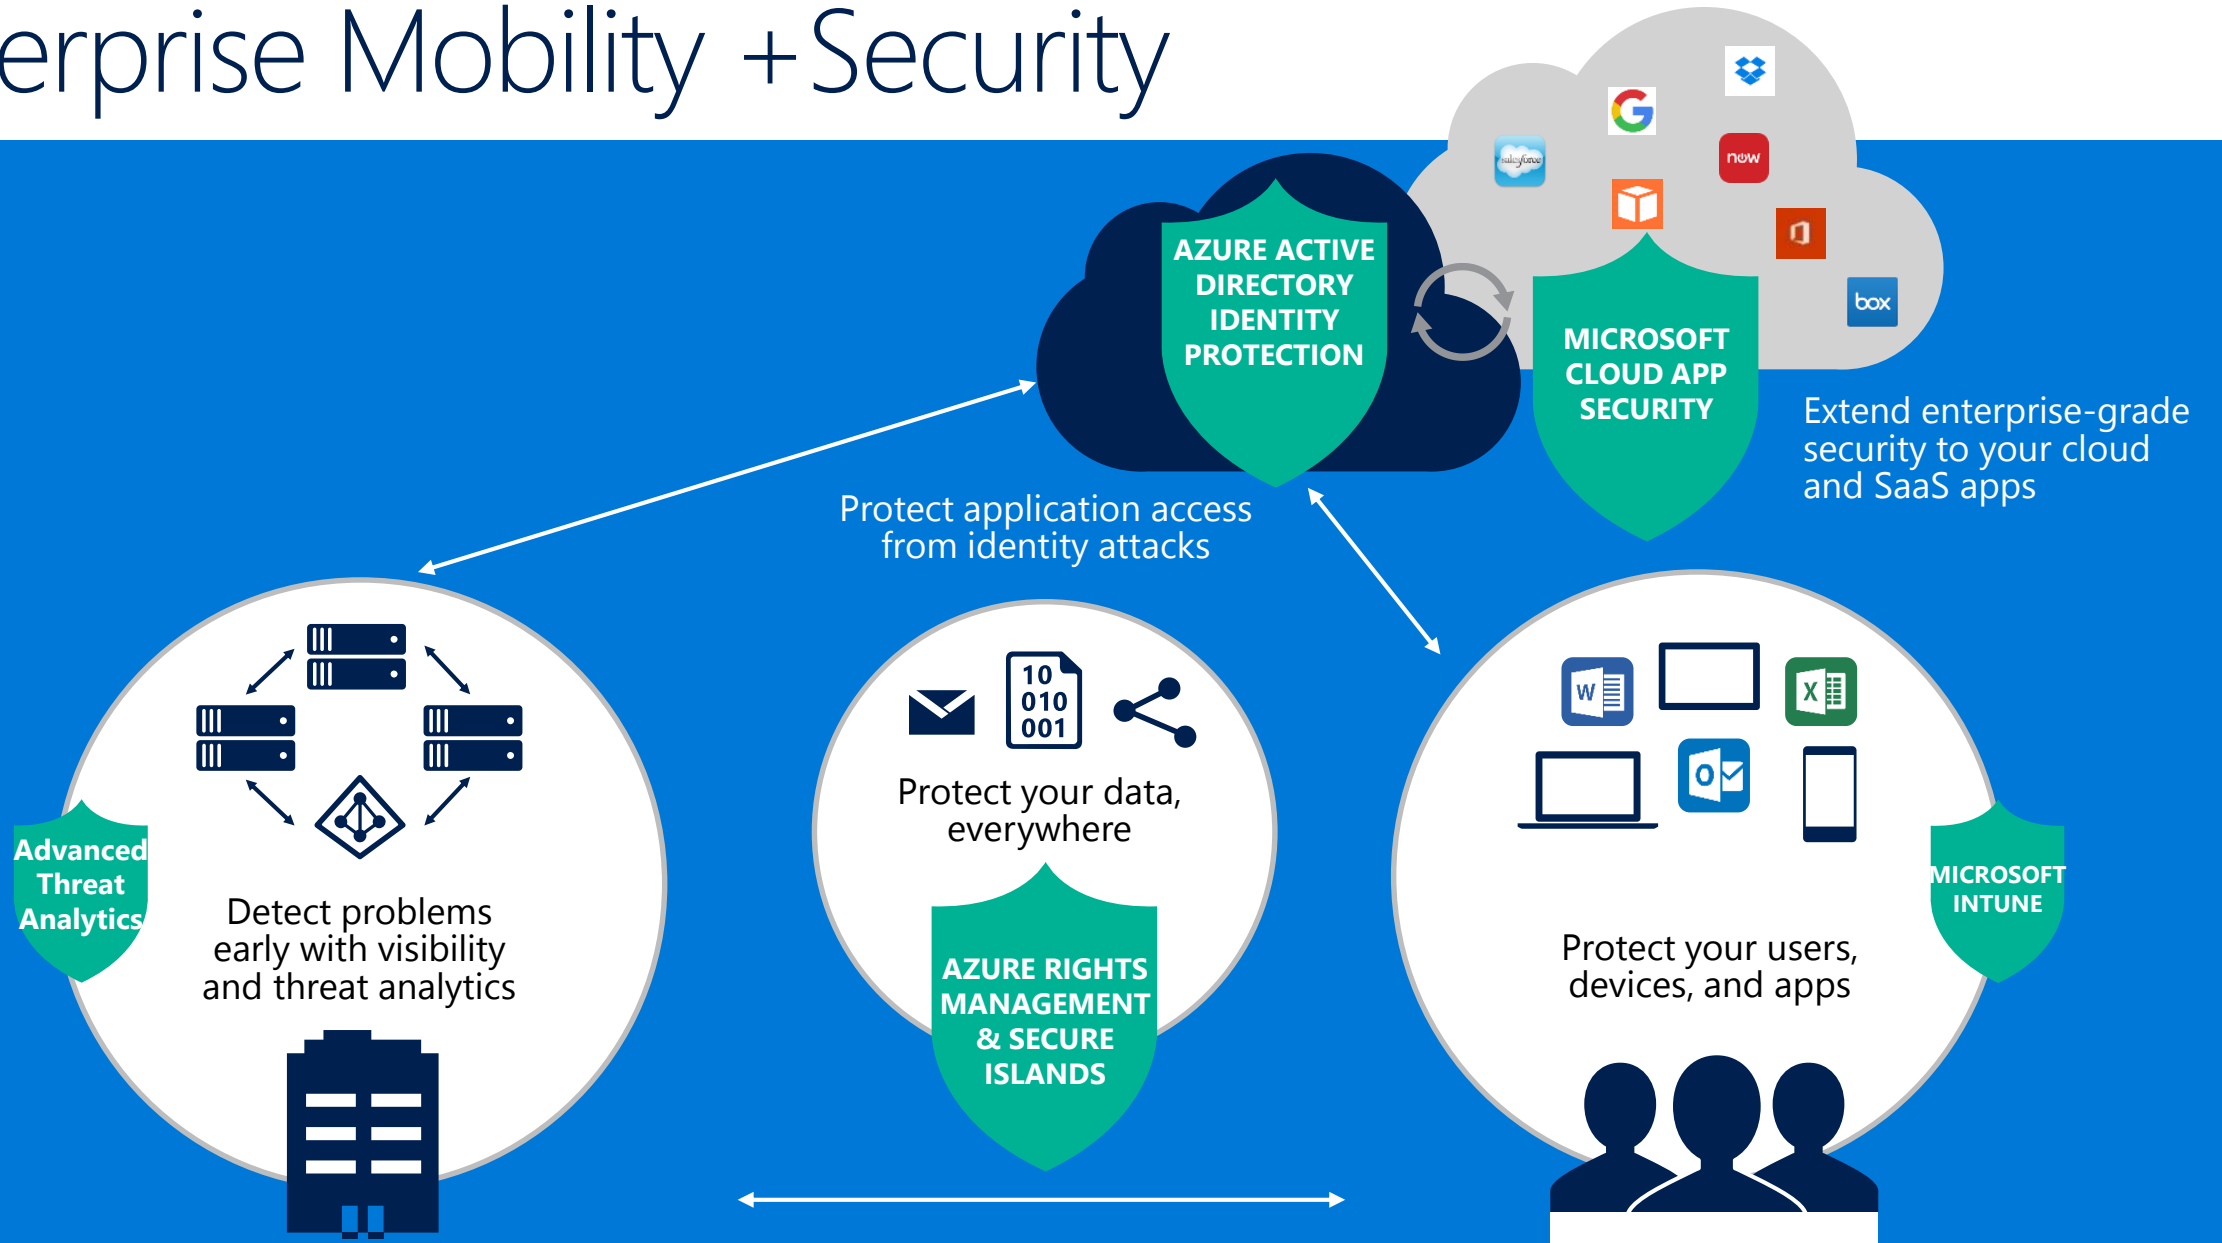 erprise Mobility +Security
salesforce
now
box
AZURE ACTIVE
DIRECTORY
IDENTITY
PROTECTION
MICROSOFT
CLOUD APP
SECURITY
Extend enterprise-grade
security to your cloud
and SaaS apps
Protect application access
from identity attacks
Advanced
Threat
Analytics
Detect problems
early with visibility
and threat analytics
10
010
001
Protect your data,
everywhere
AZURE RIGHTS
MANAGEMENT
& SECURE
ISLANDS
W
X
O
Protect your users,
devices, and apps
MICROSOFT
INTUNE